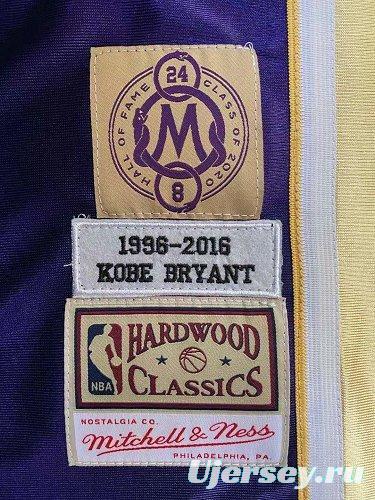 24
HALL OF FAME
CLASS OF 2020
M
8
1996-2016
KOBE BRYANT
HARDWOOD
CLASSICS
NBA
NOSTALGIA CO.
Mitchell & Ness
PHILADELPHIA, PA.
Ujersey.ru